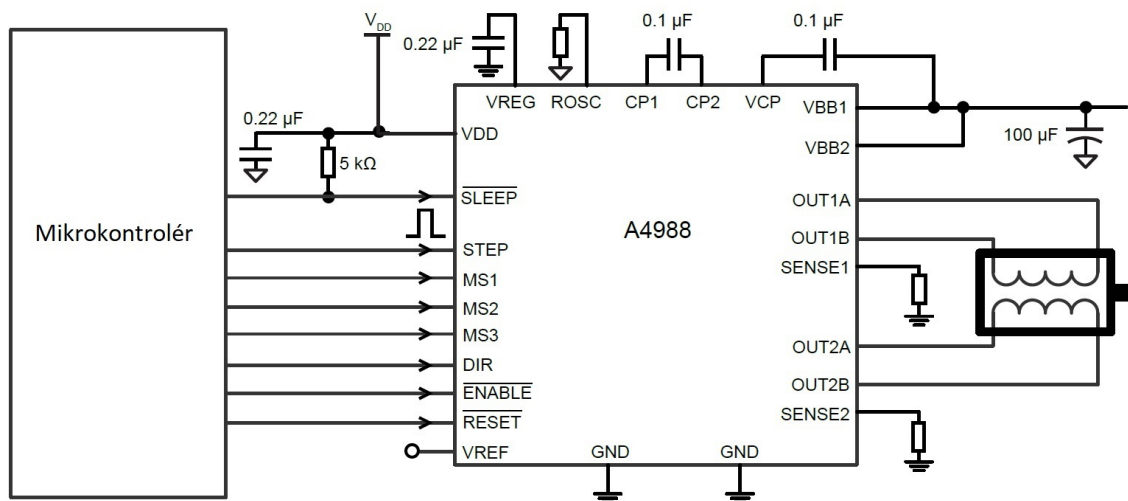 V_DD
0.22 µF
0.1 µF
0.1 µF
VREG
ROSC
CP1
CP2
VCP
VBB1
0.22 µF
VDD
100 µF
VBB2
5 kΩ
SLEEP
OUT1A
Mikrokontrolér
A4988
OUT1B
STEP
SENSE1
MS1
MS2
MS3
OUT2A
DIR
OUT2B
ENABLE
SENSE2
RESET
VREF
GND
GND